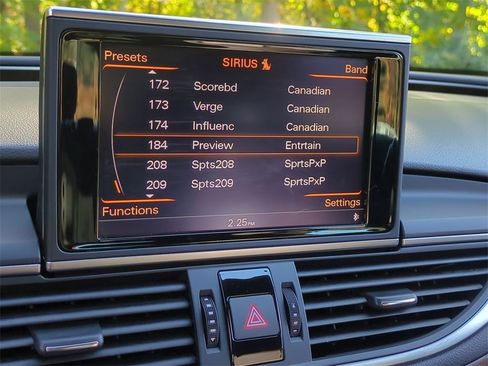 Presets SIRIUS Band
172 Scorebd Canadian
173 Verge Canadian
174 Influenc Canadian
184 Preview Entrtain
208 Spts208 SprtsPxP
209 Spts209 SprtsPxP
Functions Settings
2:25PM